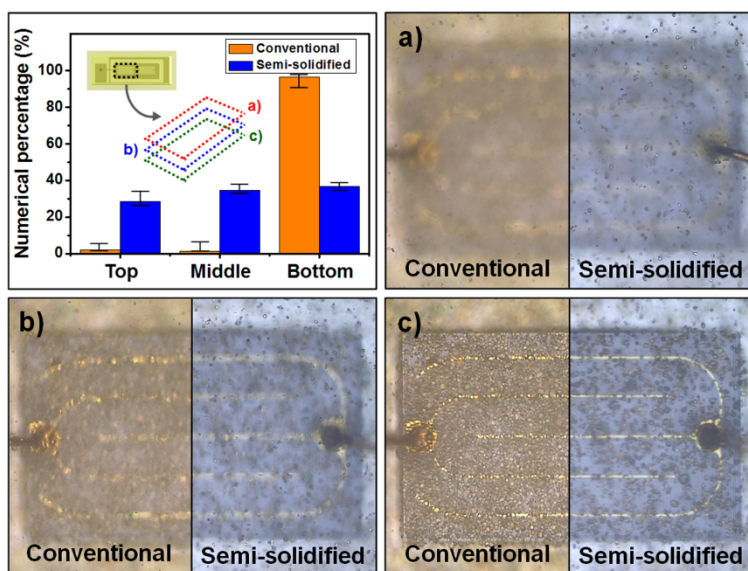 Numerical percentage (%)
100
80
60
40
20
0
Conventional
Semi-solidified
a)
b)
c)
Top Middle Bottom
a)
Conventional Semi-solidified
b)
Conventional Semi-solidified
c)
Conventional Semi-solidified